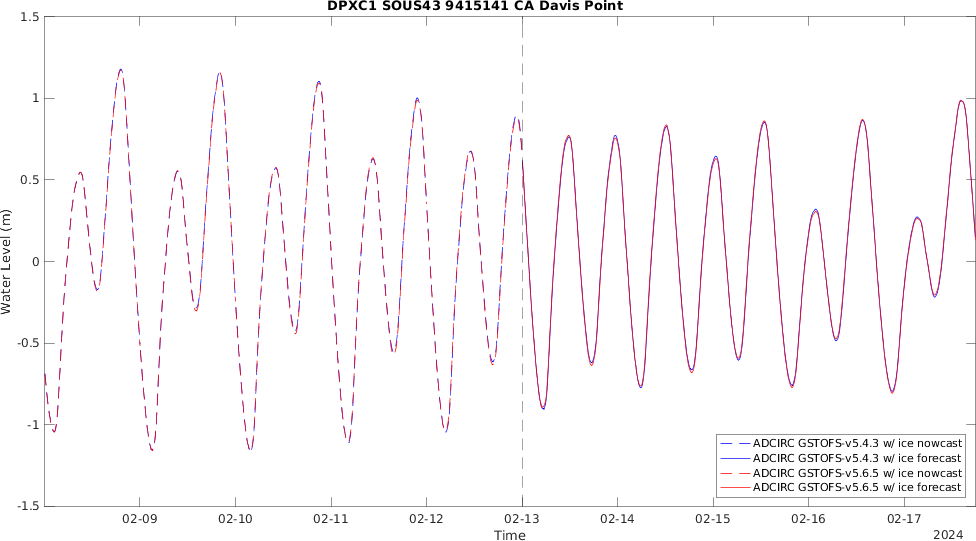 DPXC1 SOUS43 9415141 CA Davis Point
1.5
1
0.5
0
-0.5
-1
-1.5
Water Level (m)
ADCIRC GSTOFS-v5.4.3 w/ ice nowcast
ADCIRC GSTOFS-v5.4.3 w/ ice forecast
ADCIRC GSTOFS-v5.6.5 w/ ice nowcast
ADCIRC GSTOFS-v5.6.5 w/ ice forecast
02-09 02-10 02-11 02-12 02-13 02-14 02-15 02-16 02-17
Time
2024